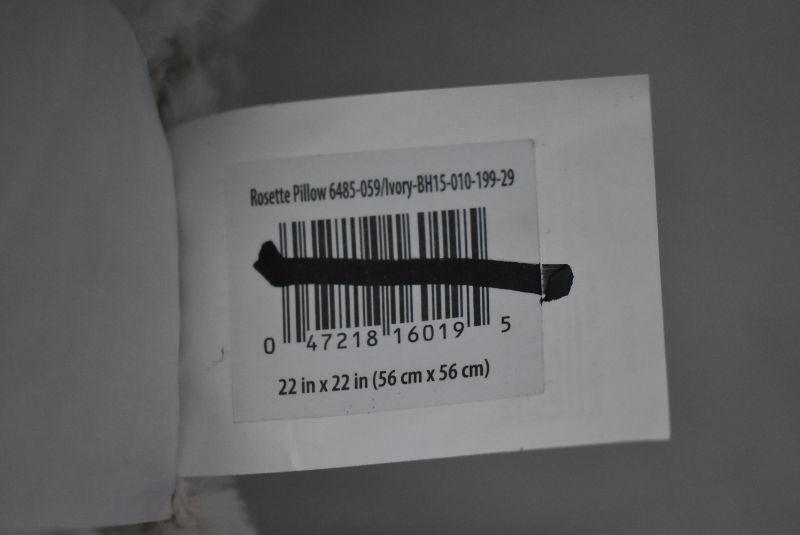 Rosette Pillow 6485-059/Ivory-BH15-010-199-29
0 47218 16019 5
22 in x 22 in (56 cm x 56 cm)